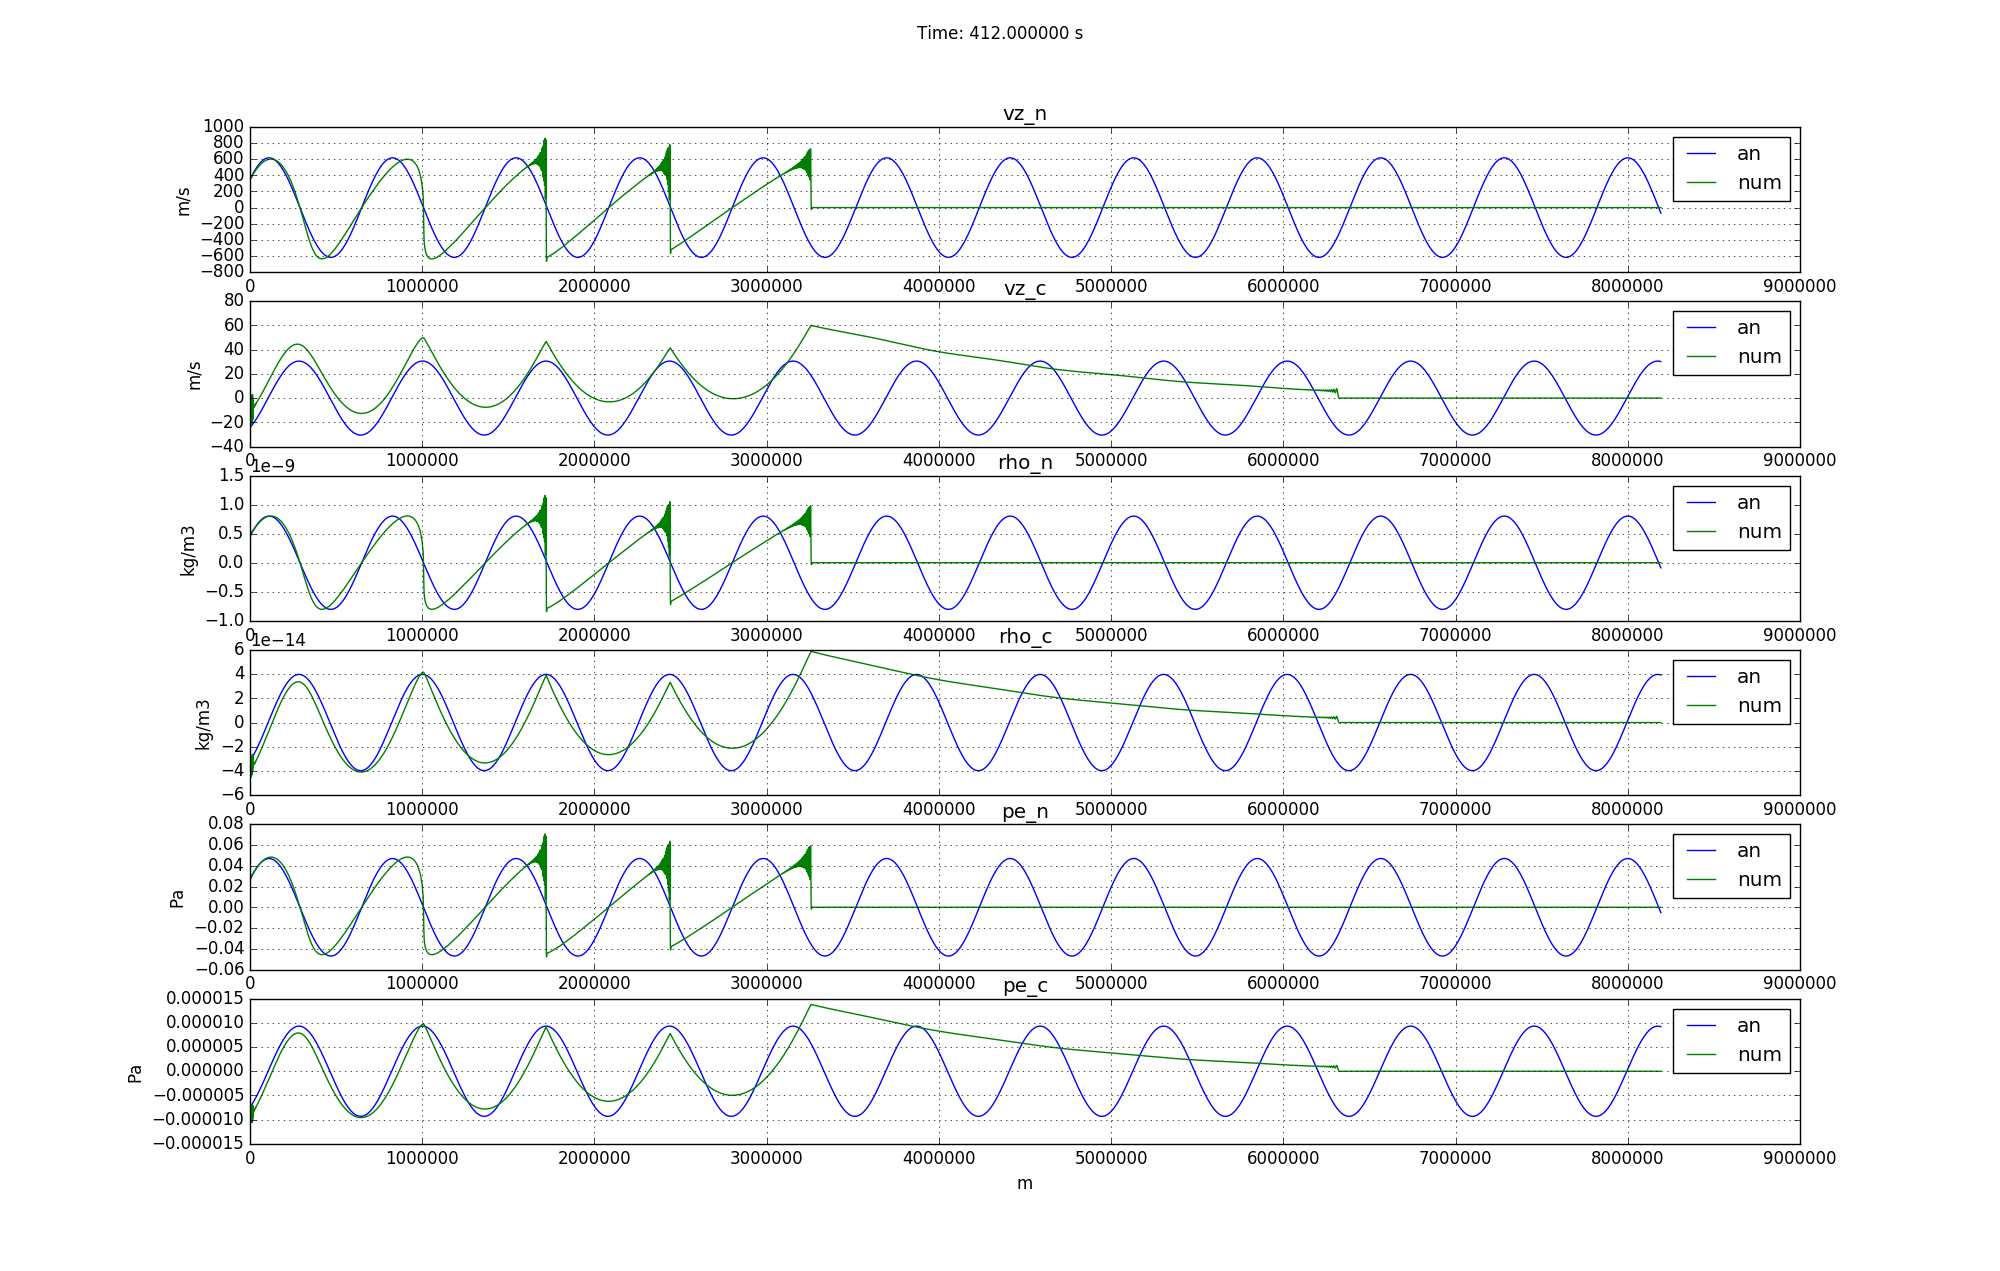 Time: 412.000000 s
vz_n
1000
800
600
400
200
0
−200
−400
−600
−800
m/s
an
num
0 1000000 2000000 3000000 4000000 5000000 6000000 7000000 8000000 9000000
vz_c
80
60
40
20
0
−20
−40
m/s
an
num
0 1000000 2000000 3000000 4000000 5000000 6000000 7000000 8000000 9000000
1e−9
rho_n
1.5
1.0
0.5
0.0
−0.5
−1.0
kg/m3
an
num
0 1000000 2000000 3000000 4000000 5000000 6000000 7000000 8000000 9000000
1e−14
rho_c
6
4
2
0
−2
−4
−6
kg/m3
an
num
0 1000000 2000000 3000000 4000000 5000000 6000000 7000000 8000000 9000000
pe_n
0.08
0.06
0.04
0.02
0.00
−0.02
−0.04
−0.06
Pa
an
num
0 1000000 2000000 3000000 4000000 5000000 6000000 7000000 8000000 9000000
pe_c
0.000015
0.000010
0.000005
0.000000
−0.000005
−0.000010
−0.000015
Pa
an
num
0 1000000 2000000 3000000 4000000 5000000 6000000 7000000 8000000 9000000
m